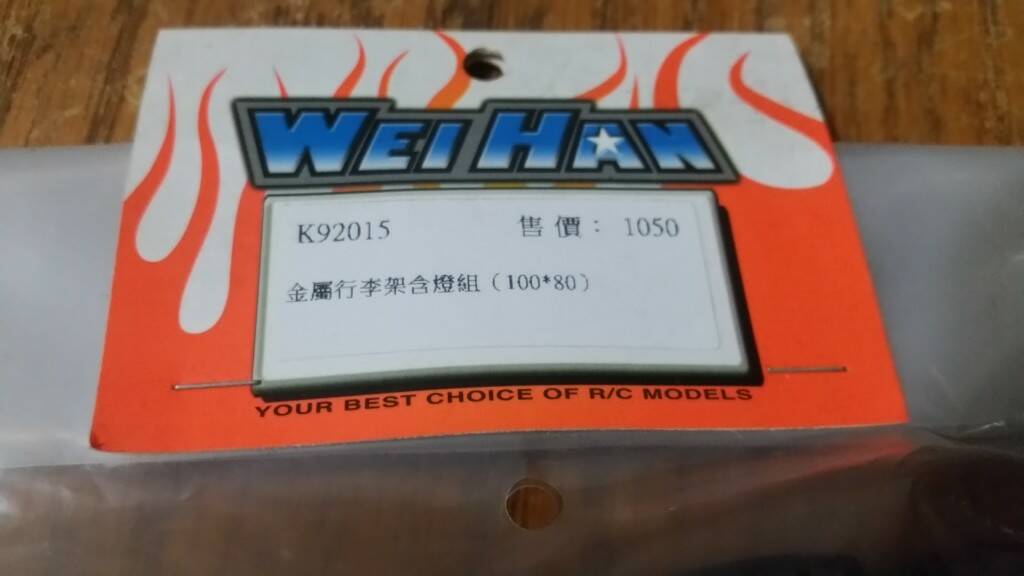 WEI HAN
K92015 售價： 1050
金屬行李架含燈組（100*80）
YOUR BEST CHOICE OF R/C MODELS